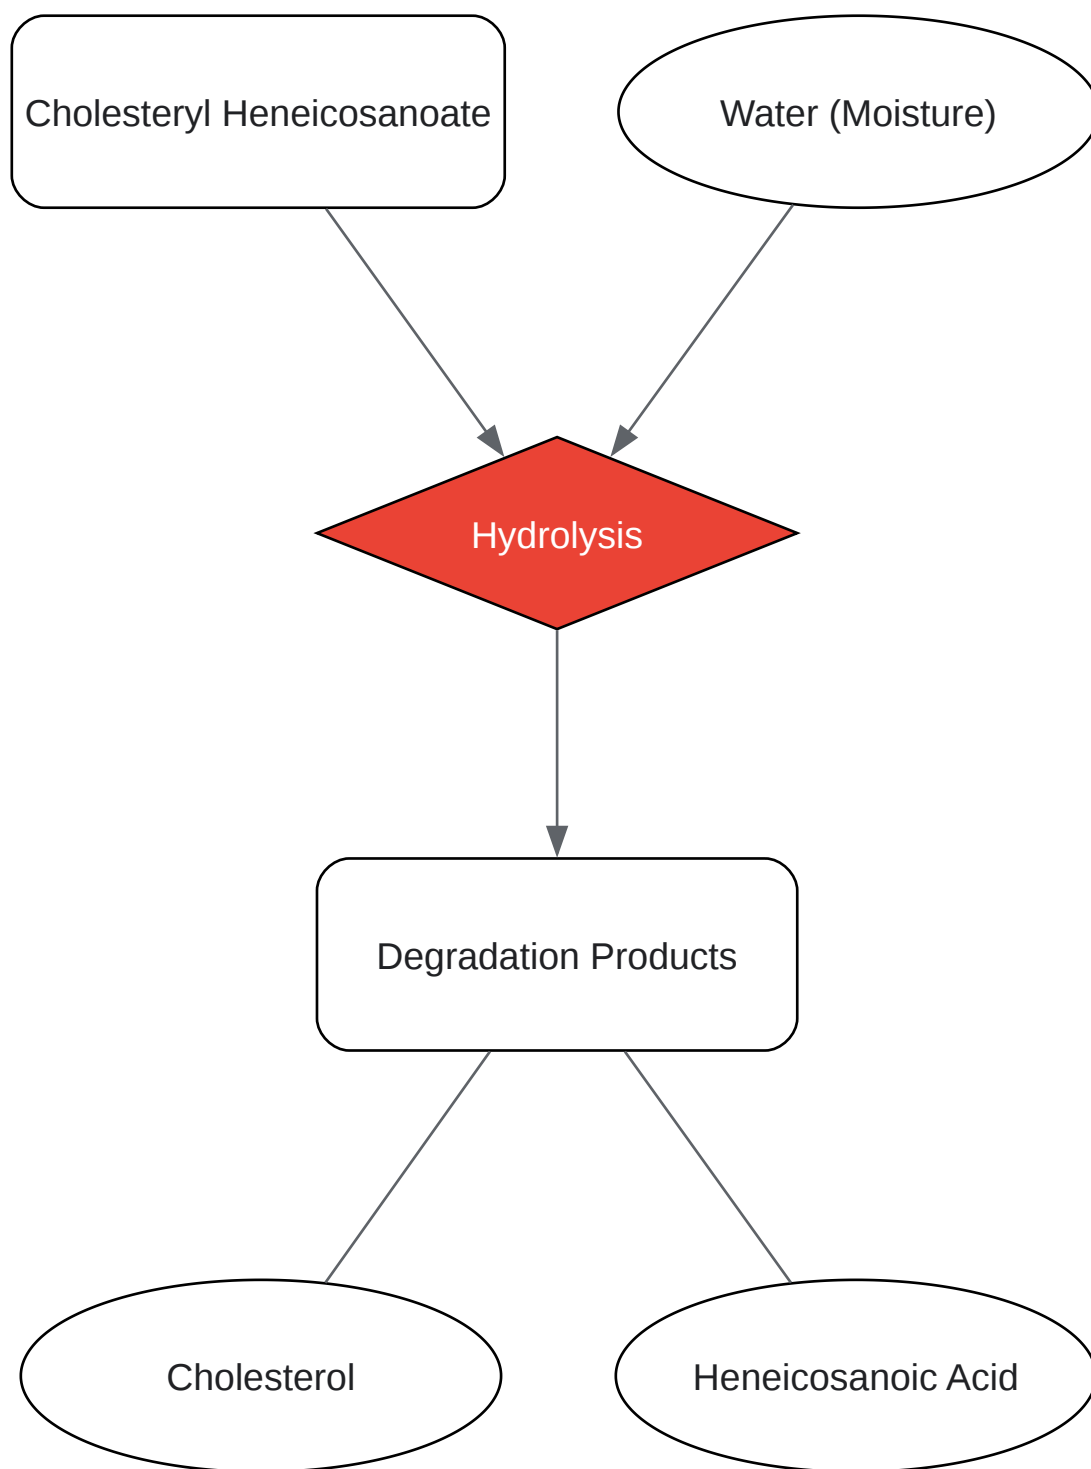 Cholesteryl Heneicosanoate
Water (Moisture)
Hydrolysis
Degradation Products
Cholesterol
Heneicosanoic Acid